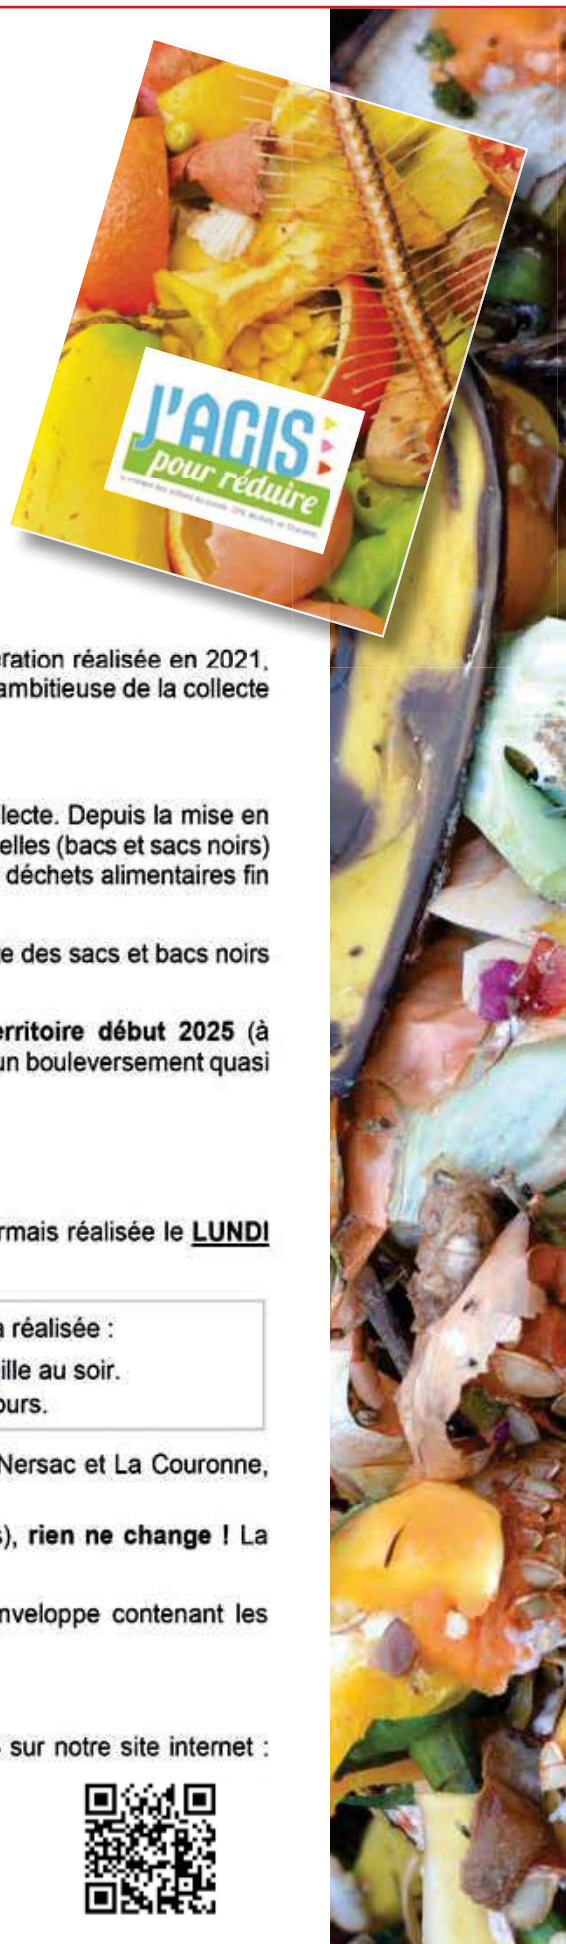 J'AGIS
pour réduire
ration réalisée en 2021,
ambitieuse de la collecte
lecte. Depuis la mise en
elles (bacs et sacs noirs)
déchets alimentaires fin
e des sacs et bacs noirs
erritoire début 2025 (à
un bouleversement quasi
rmais réalisée le LUNDI
a réalisée :
ille au soir.
ours.
Nersac et La Couronne,
s), rien ne change ! La
nveloppe contenant les
sur notre site internet :